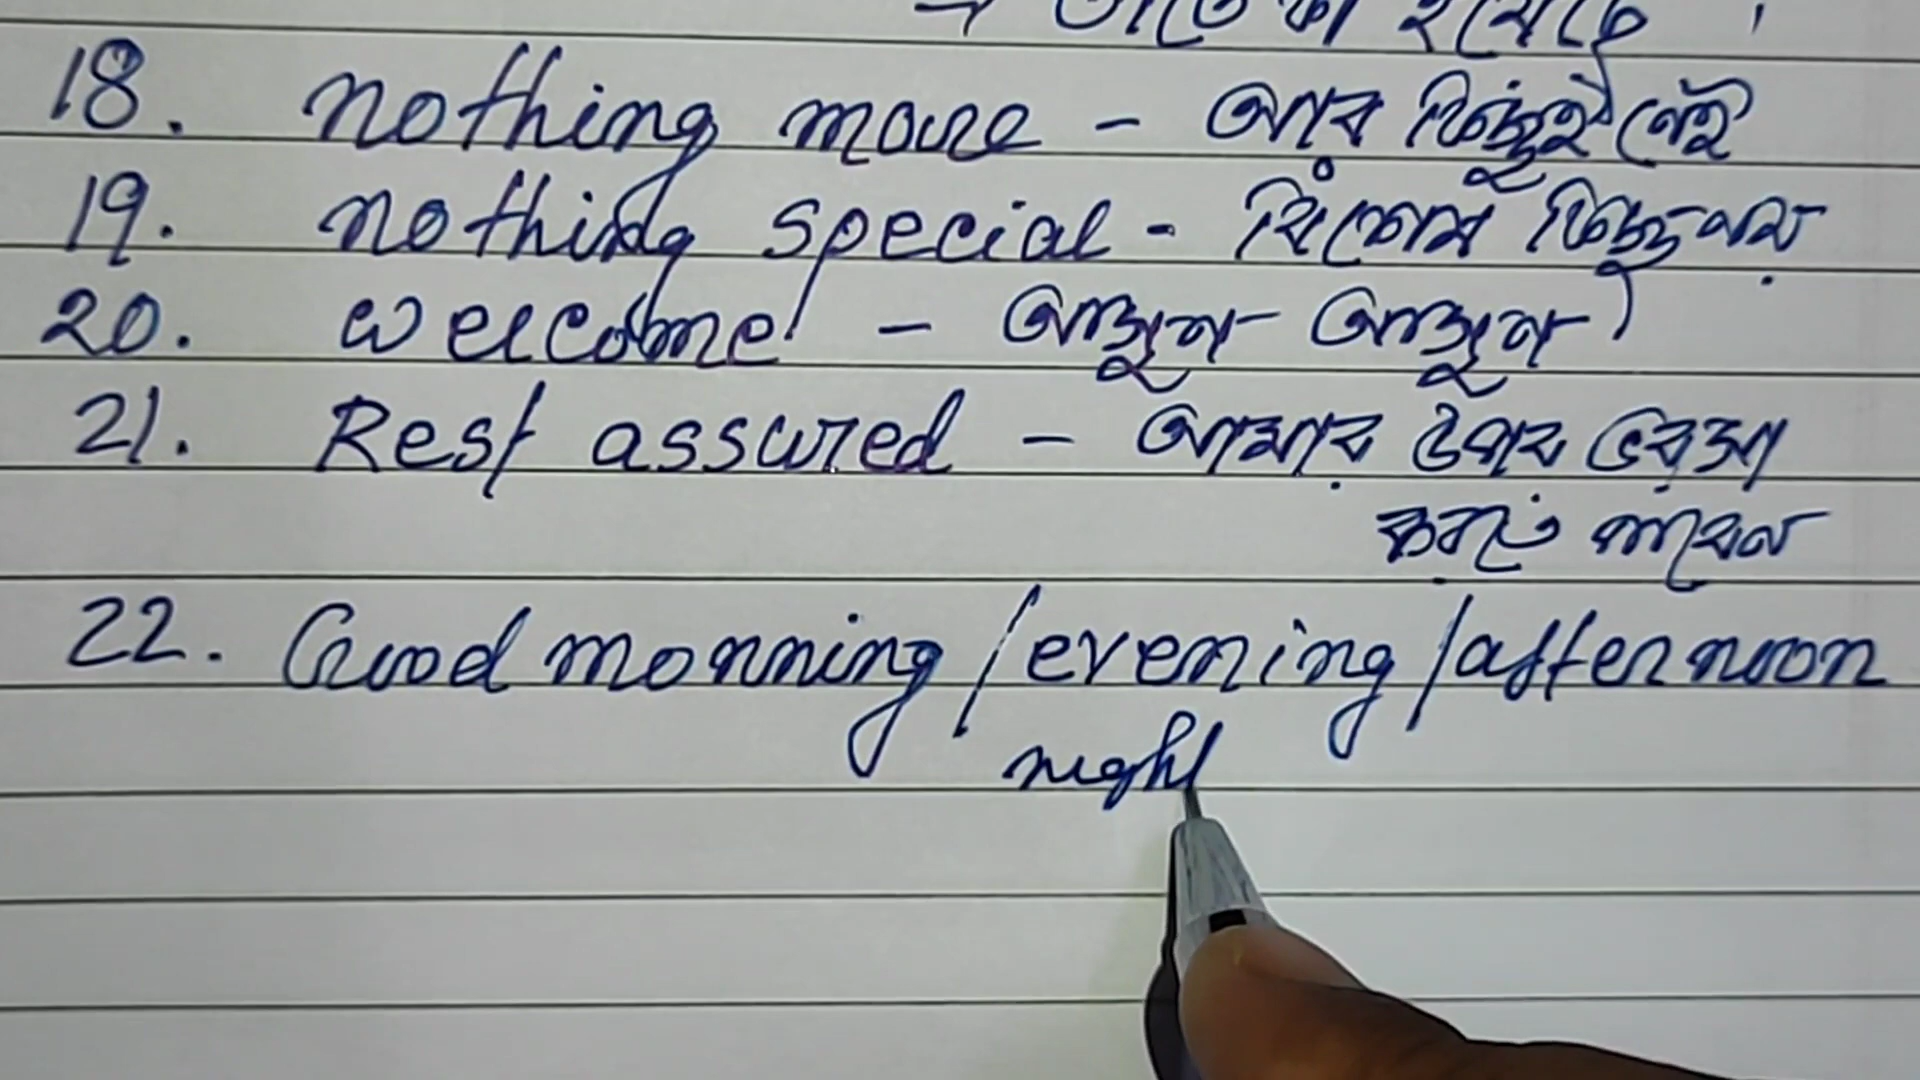 18. nothing more - আর কিছুই নেই
19. nothing special - বিশেষ কিছু নয়
20. welcome - আসুন আসুন
21. Rest assured - আমার উপর ভরসা
করতে পারেন
22. Good morning / evening / afternoon
night